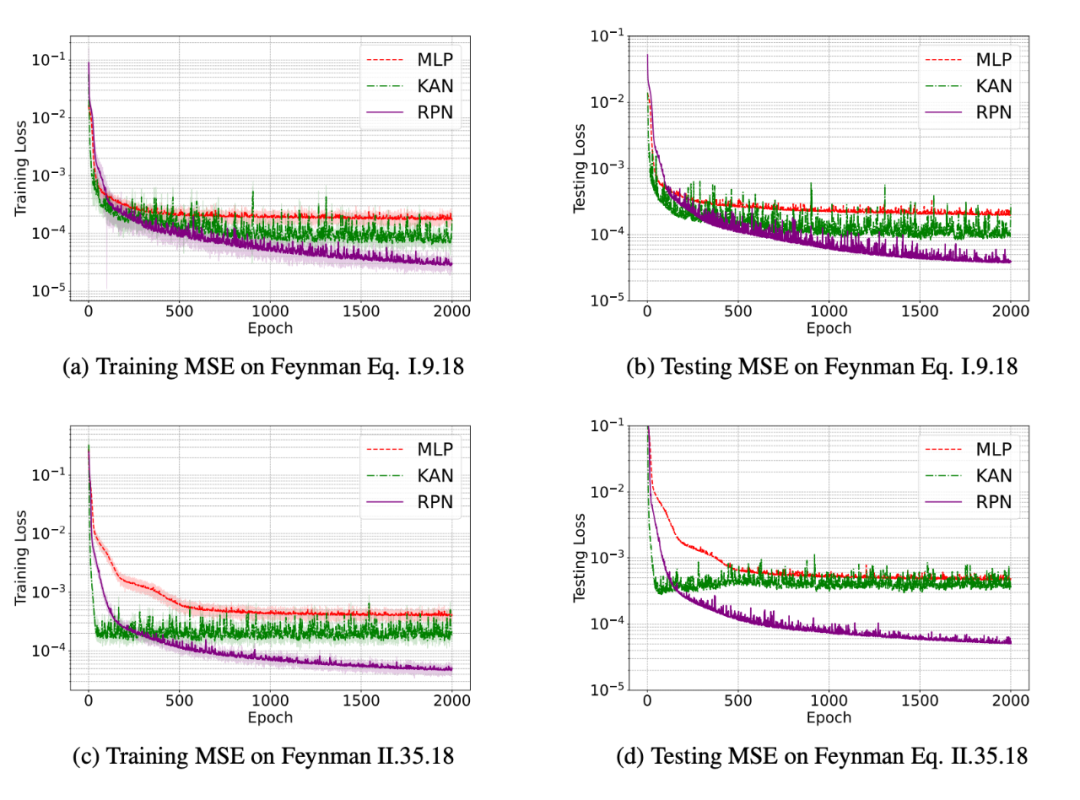 10−1
10−2
10−3
10−4
10−5
Training Loss
0 500 1000 1500 2000
Epoch
MLP
KAN
RPN
(a) Training MSE on Feynman Eq. I.9.18
10−1
10−2
10−3
10−4
10−5
Testing Loss
0 500 1000 1500 2000
Epoch
MLP
KAN
RPN
(b) Testing MSE on Feynman Eq. I.9.18
10−1
10−2
10−3
10−4
Training Loss
0 500 1000 1500 2000
Epoch
MLP
KAN
RPN
(c) Training MSE on Feynman II.35.18
10−1
10−2
10−3
10−4
10−5
Testing Loss
0 500 1000 1500 2000
Epoch
MLP
KAN
RPN
(d) Testing MSE on Feynman Eq. II.35.18